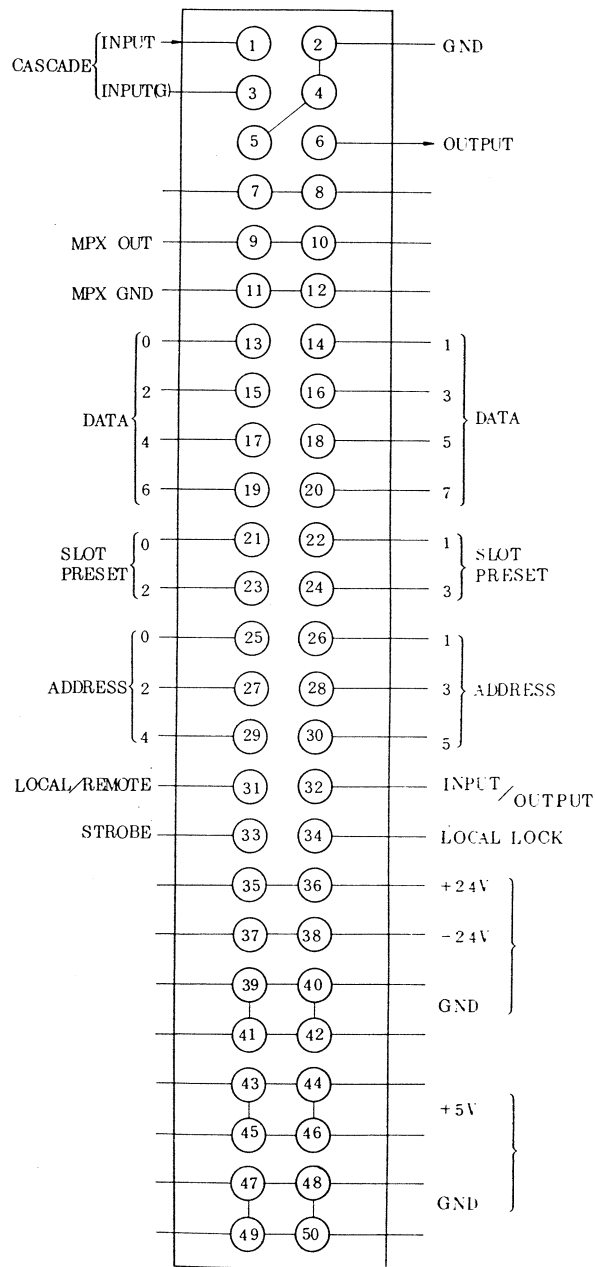 INPUT 1 2 GND
CASCADE
INPUT(G) 3 4
5 6 OUTPUT
7 8
MPX OUT 9 10
MPX GND 11 12
0 13 14 1
2 15 16 3
DATA DATA
4 17 18 5
6 19 20 7
0 21 22 1
SLOT SLOT
PRESET PRESET
2 23 24 3
0 25 26 1
ADDRESS 2 27 28 3 ADDRESS
4 29 30 5
LOCAL/REMOTE 31 32 INPUT/OUTPUT
STROBE 33 34 LOCAL LOCK
35 36 +24V
37 38 -24V
39 40
GND
41 42
43 44
+5V
45 46
47 48
GND
49 50